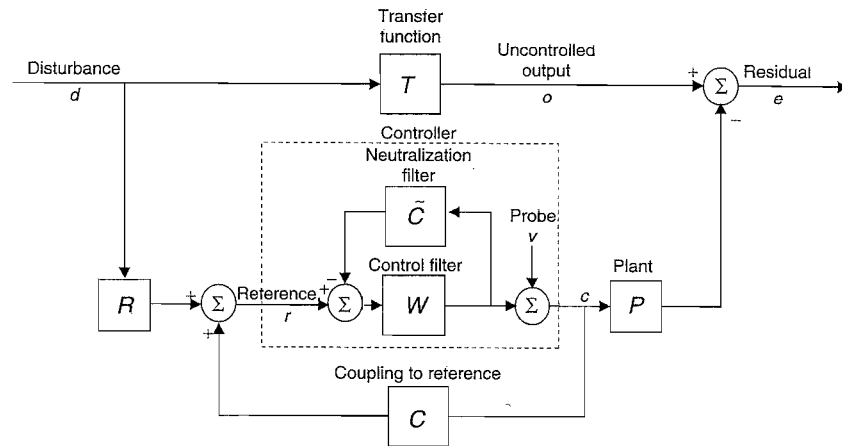 Transfer
function
Disturbance
d
T
Uncontrolled
output
o
+
Σ
Residual
e
−
Controller
Neutralization
filter
C̃
Probe
v
Control filter
Plant
R
+
Σ
+
Reference
r
+
−
Σ
W
Σ
c
P
Coupling to reference
C